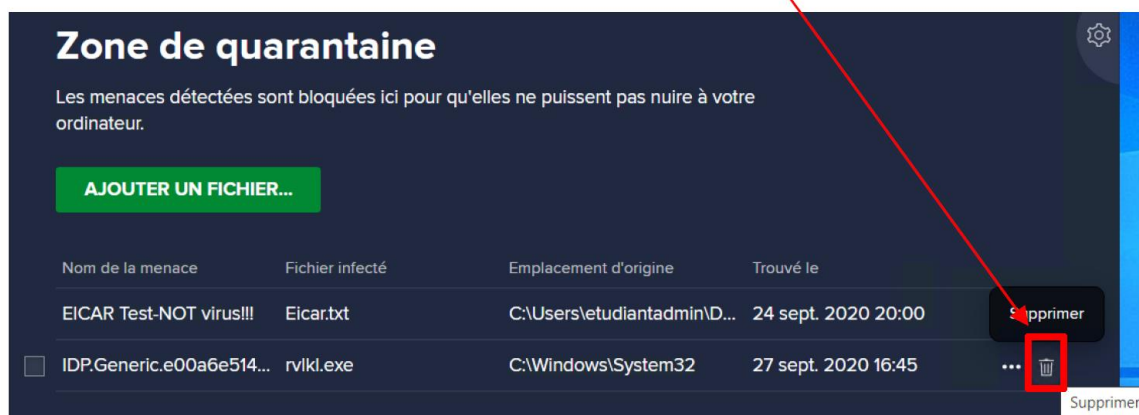 Zone de quarantaine
Les menaces détectées sont bloquées ici pour qu'elles ne puissent pas nuire à votre
ordinateur.
AJOUTER UN FICHIER...
Nom de la menace Fichier infecté Emplacement d'origine Trouvé le
EICAR Test-NOT virus!!! Eicar.txt C:\Users\etudiantadmin\D... 24 sept. 2020 20:00 Supprimer
IDP.Generic.e00a6e514... rvlkl.exe C:\Windows\System32 27 sept. 2020 16:45 •••
Supprimer